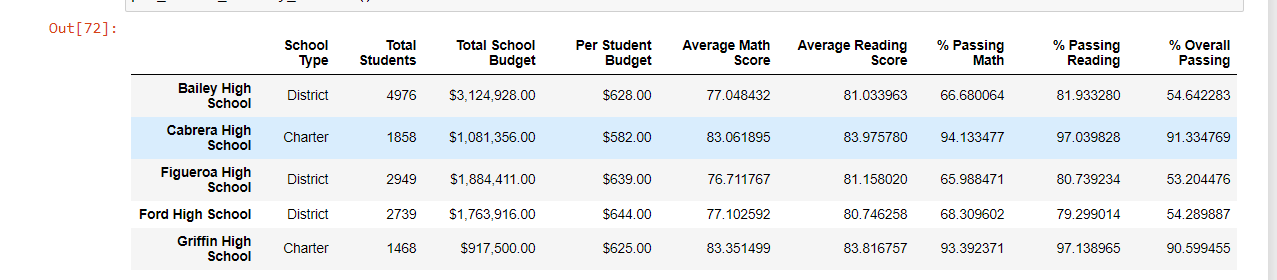 Out[72]:
School Type Total Students Total School Budget Per Student Budget Average Math Score Average Reading Score % Passing Math % Passing Reading % Overall Passing
Bailey High School District 4976 $3,124,928.00 $628.00 77.048432 81.033963 66.680064 81.933280 54.642283
Cabrera High School Charter 1858 $1,081,356.00 $582.00 83.061895 83.975780 94.133477 97.039828 91.334769
Figueroa High School District 2949 $1,884,411.00 $639.00 76.711767 81.158020 65.988471 80.739234 53.204476
Ford High School District 2739 $1,763,916.00 $644.00 77.102592 80.746258 68.309602 79.299014 54.289887
Griffin High School Charter 1468 $917,500.00 $625.00 83.351499 83.816757 93.392371 97.138965 90.599455